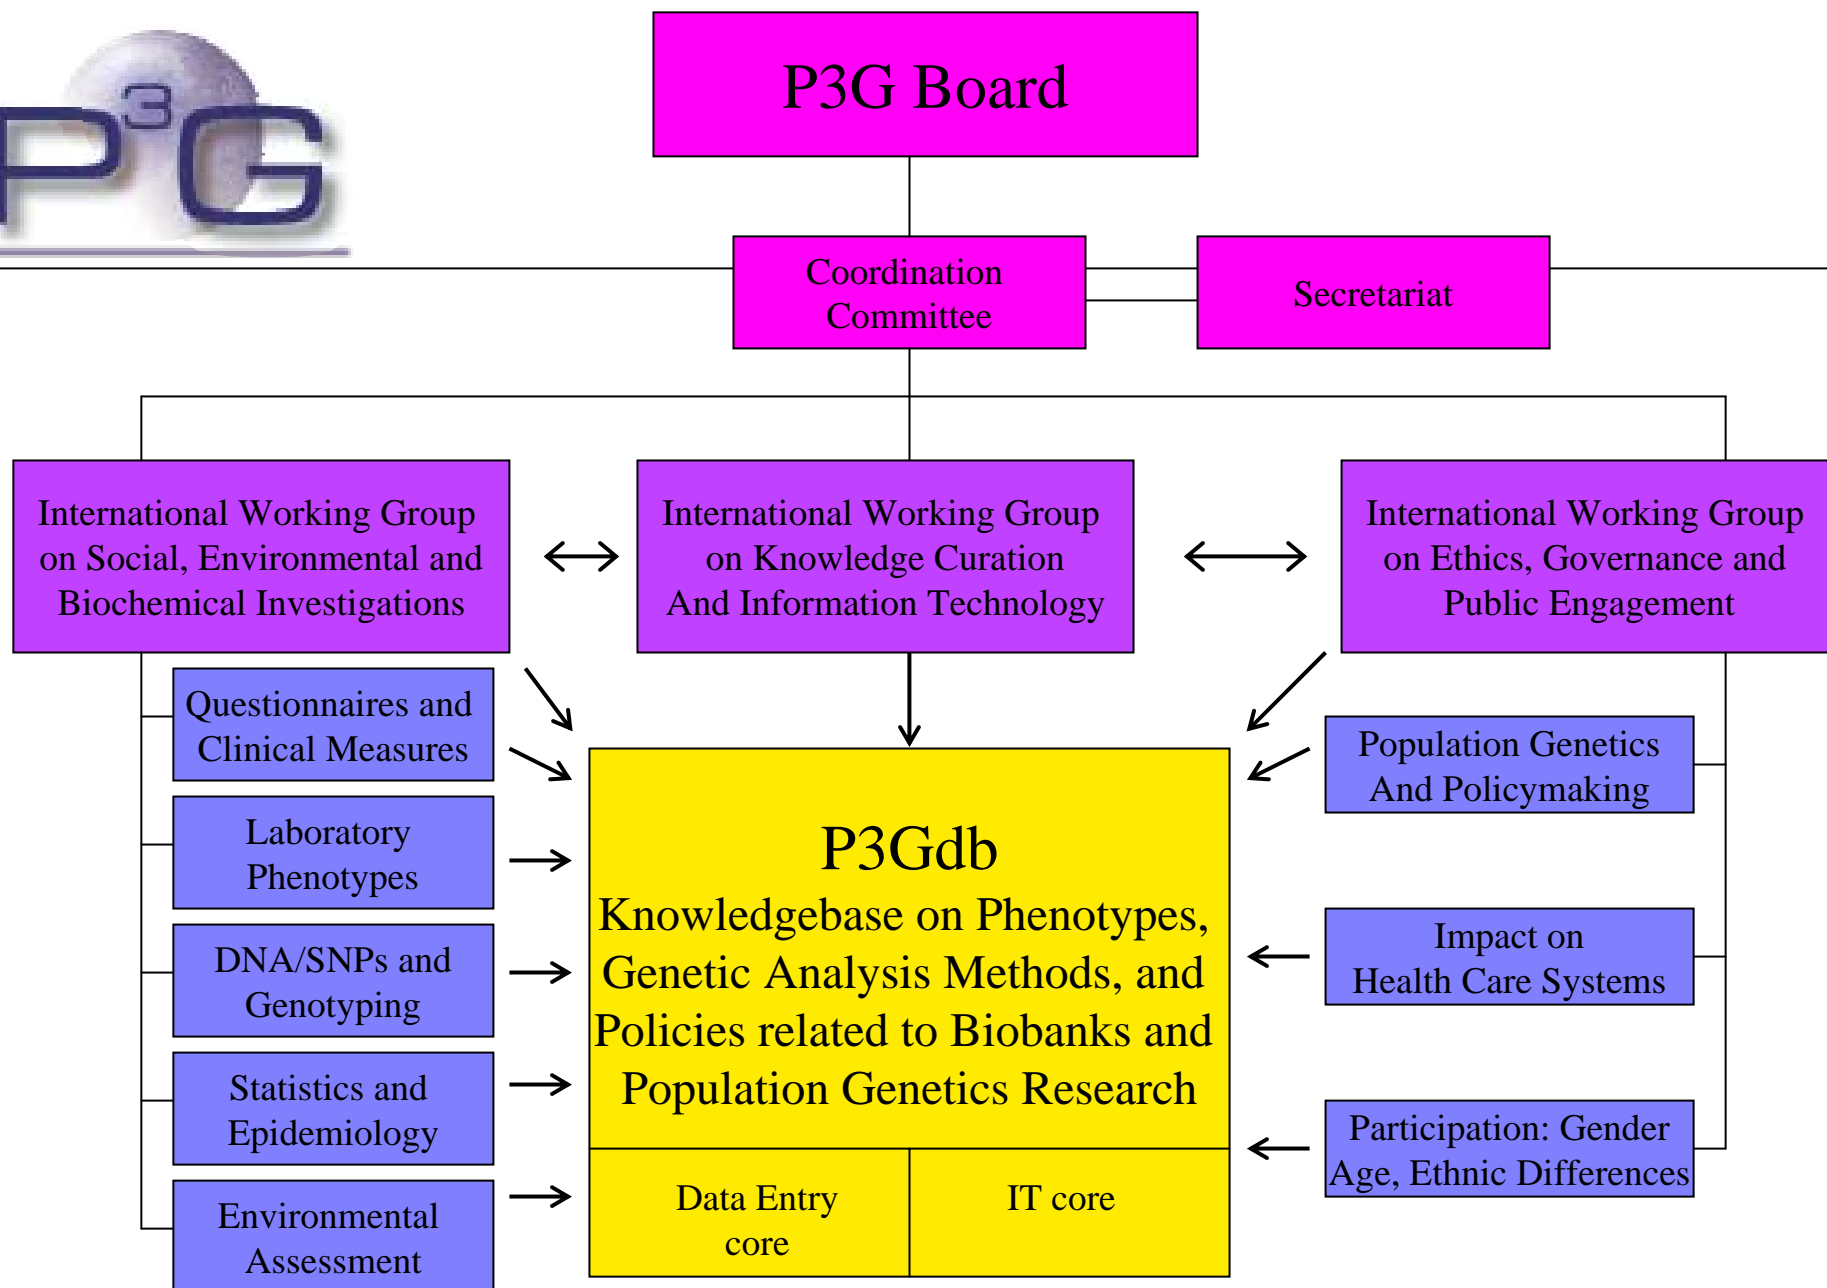 P3G
P3G Board
Coordination
Committee
Secretariat
International Working Group
on Social, Environmental and
Biochemical Investigations
International Working Group
on Knowledge Curation
And Information Technology
International Working Group
on Ethics, Governance and
Public Engagement
Questionnaires and
Clinical Measures
Laboratory
Phenotypes
DNA/SNPs and
Genotyping
Statistics and
Epidemiology
Environmental
Assessment
P3Gdb
Knowledgebase on Phenotypes,
Genetic Analysis Methods, and
Policies related to Biobanks and
Population Genetics Research
Data Entry
core
IT core
Population Genetics
And Policymaking
Impact on
Health Care Systems
Participation: Gender
Age, Ethnic Differences